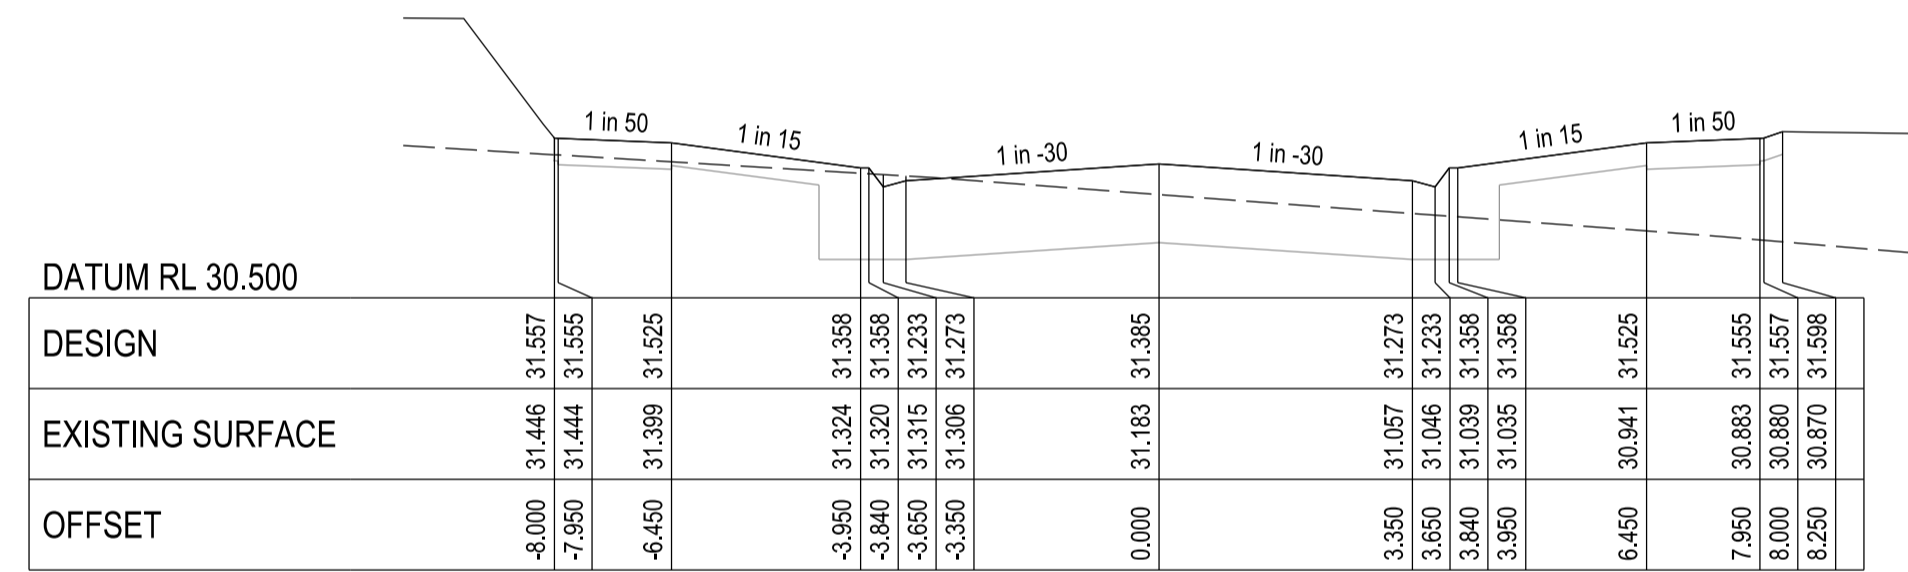 1 in 50
1 in 15
1 in -30
1 in -30
1 in 15
1 in 50
DATUM RL 30.500
DESIGN 31.557 31.555 31.525 31.358 31.358 31.233 31.273 31.385 31.273 31.233 31.358 31.358 31.525 31.555 31.557 31.598
EXISTING SURFACE 31.446 31.444 31.399 31.324 31.320 31.315 31.306 31.183 31.057 31.046 31.039 31.035 30.941 30.883 30.880 30.870
OFFSET -8.000 -7.950 -6.450 -3.950 -3.840 -3.650 -3.350 0.000 3.350 3.650 3.840 3.950 6.450 7.950 8.000 8.250